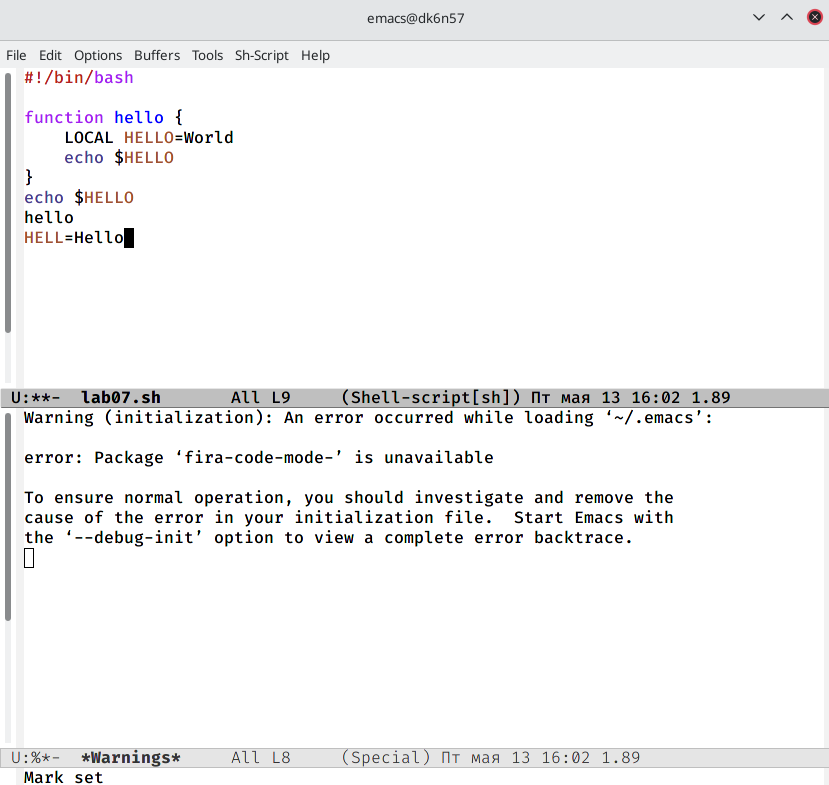 emacs@dk6n57
File Edit Options Buffers Tools Sh-Script Help
#!/bin/bash
function hello {
    LOCAL HELLO=World
    echo $HELLO
}
echo $HELLO
hello
HELL=Hello
U:**-  lab07.sh       All L9     (Shell-script[sh]) Пт мая 13 16:02 1.89
Warning (initialization): An error occurred while loading ‘~/.emacs’:
error: Package ‘fira-code-mode-’ is unavailable
To ensure normal operation, you should investigate and remove the
cause of the error in your initialization file.  Start Emacs with
the ‘--debug-init’ option to view a complete error backtrace.
U:%*-  *Warnings*     All L8     (Special) Пт мая 13 16:02 1.89
Mark set